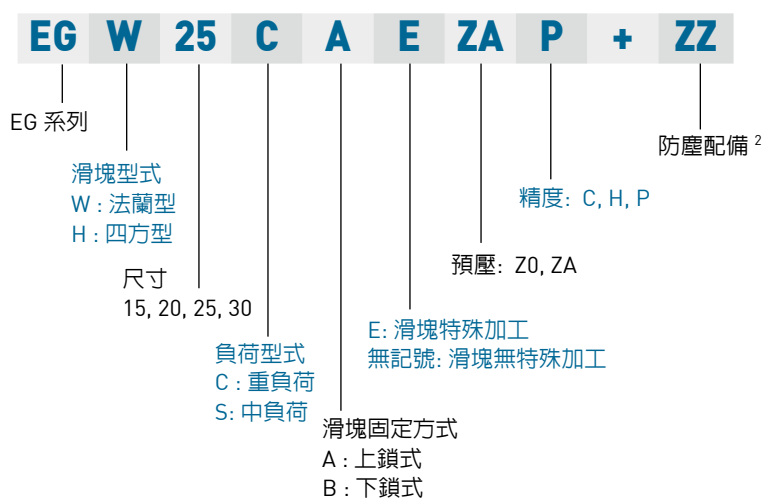 EG W 25 C A E ZA P + ZZ
EG 系列
防塵配備 2
滑塊型式
W : 法蘭型
H : 四方型
精度: C, H, P
尺寸
15, 20, 25, 30
預壓: Z0, ZA
E: 滑塊特殊加工
無記號: 滑塊無特殊加工
負荷型式
C : 重負荷
S: 中負荷
滑塊固定方式
A : 上鎖式
B : 下鎖式